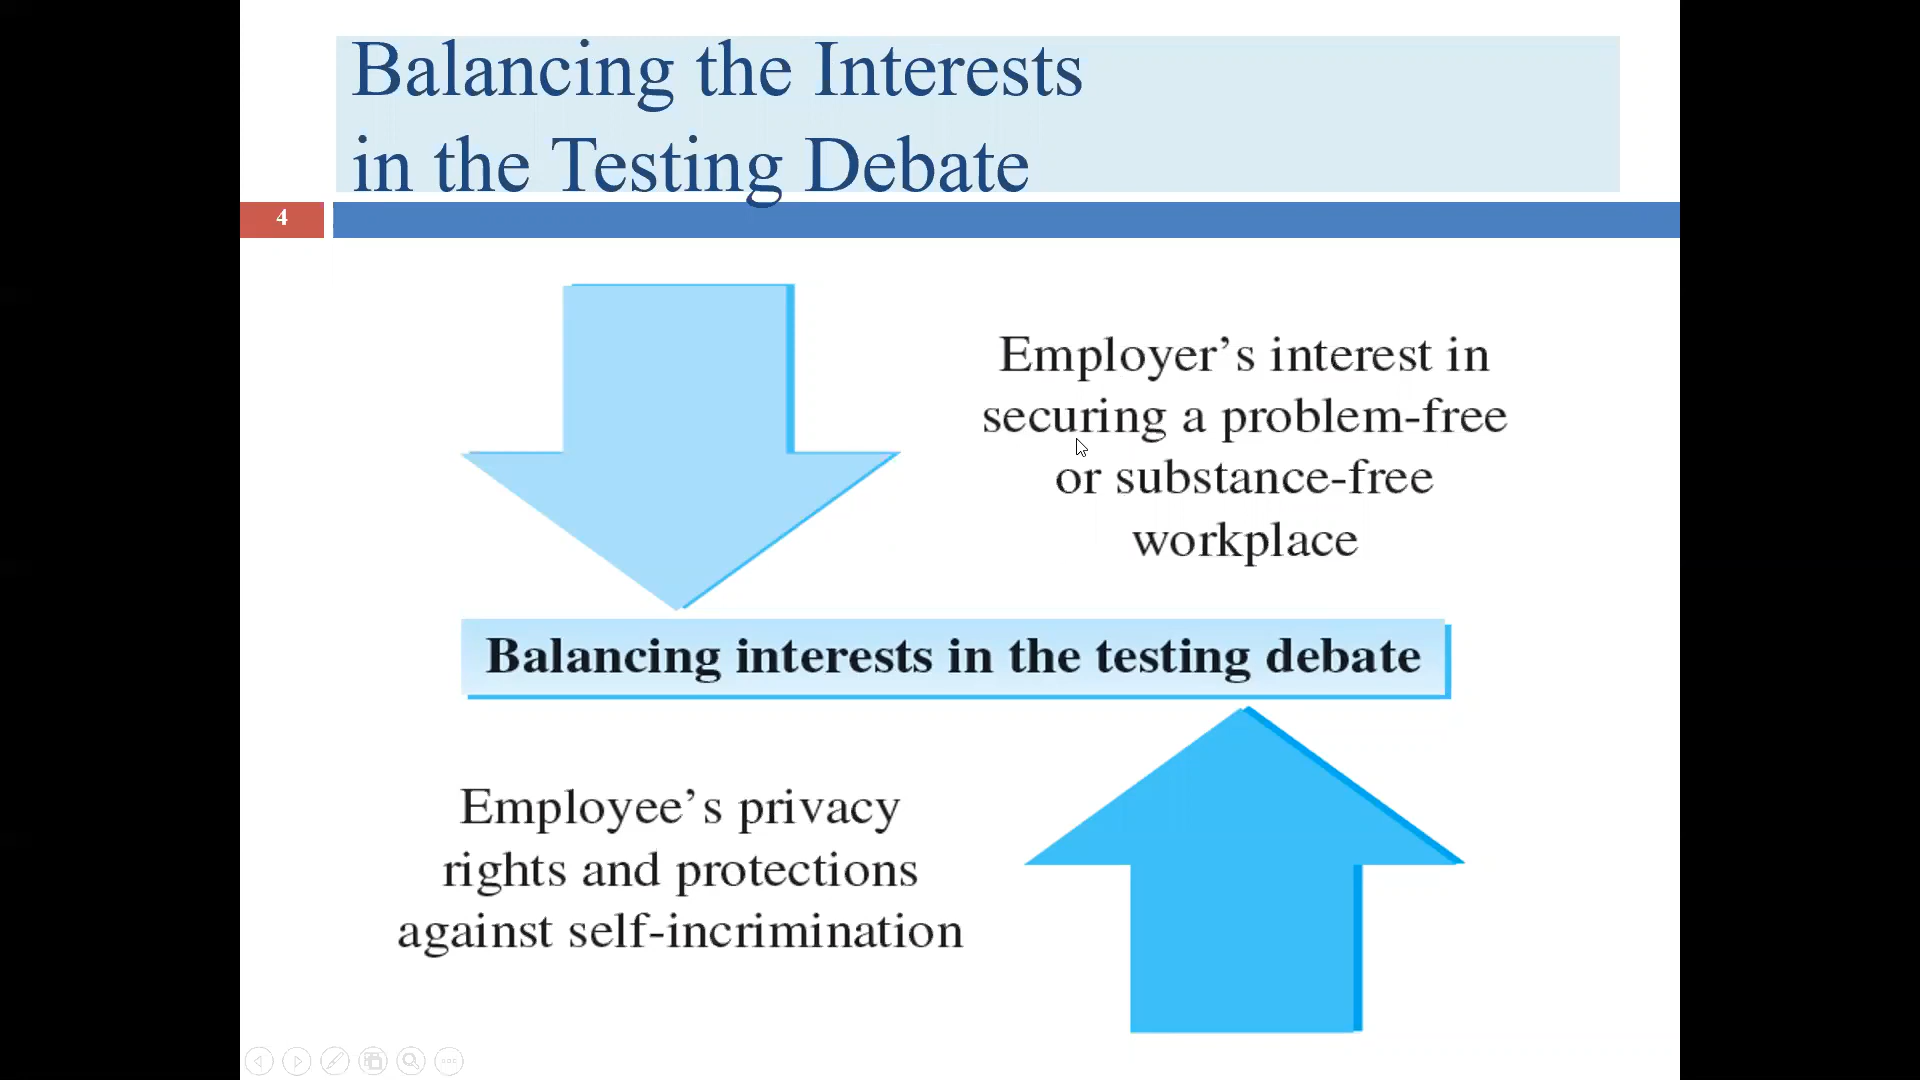 Balancing the Interests
in the Testing Debate
4
Employer’s interest in
securing a problem-free
or substance-free
workplace
Balancing interests in the testing debate
Employee’s privacy
rights and protections
against self-incrimination